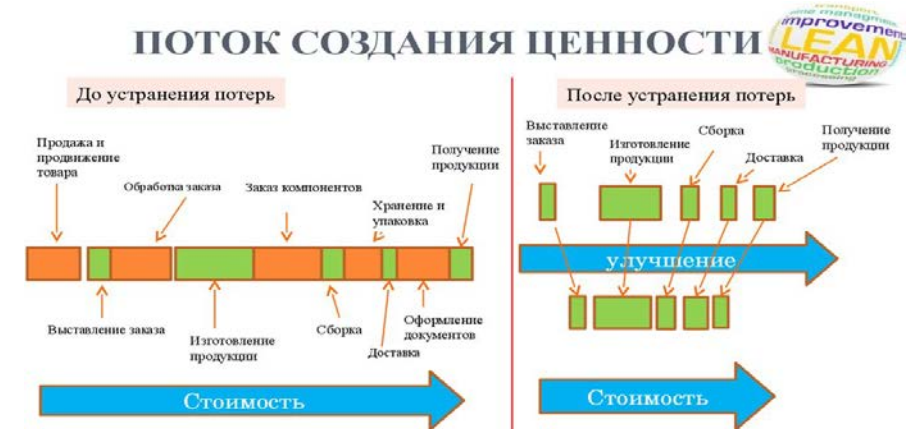 ПОТОК СОЗДАНИЯ ЦЕННОСТИ
improvement
LEAN
MANUFACTURING
production
До устранения потерь
После устранения потерь
Продажа и
продвижение
товара
Обработка заказа
Заказ компонентов
Хранение и
упаковка
Получение
продукции
Выставление заказа
Изготовление
продукции
Сборка
Доставка
Оформление
документов
Стоимость
Выставление
заказа
Изготовление
продукции
Сборка
Доставка
Получение
продукции
улучшение
Стоимость